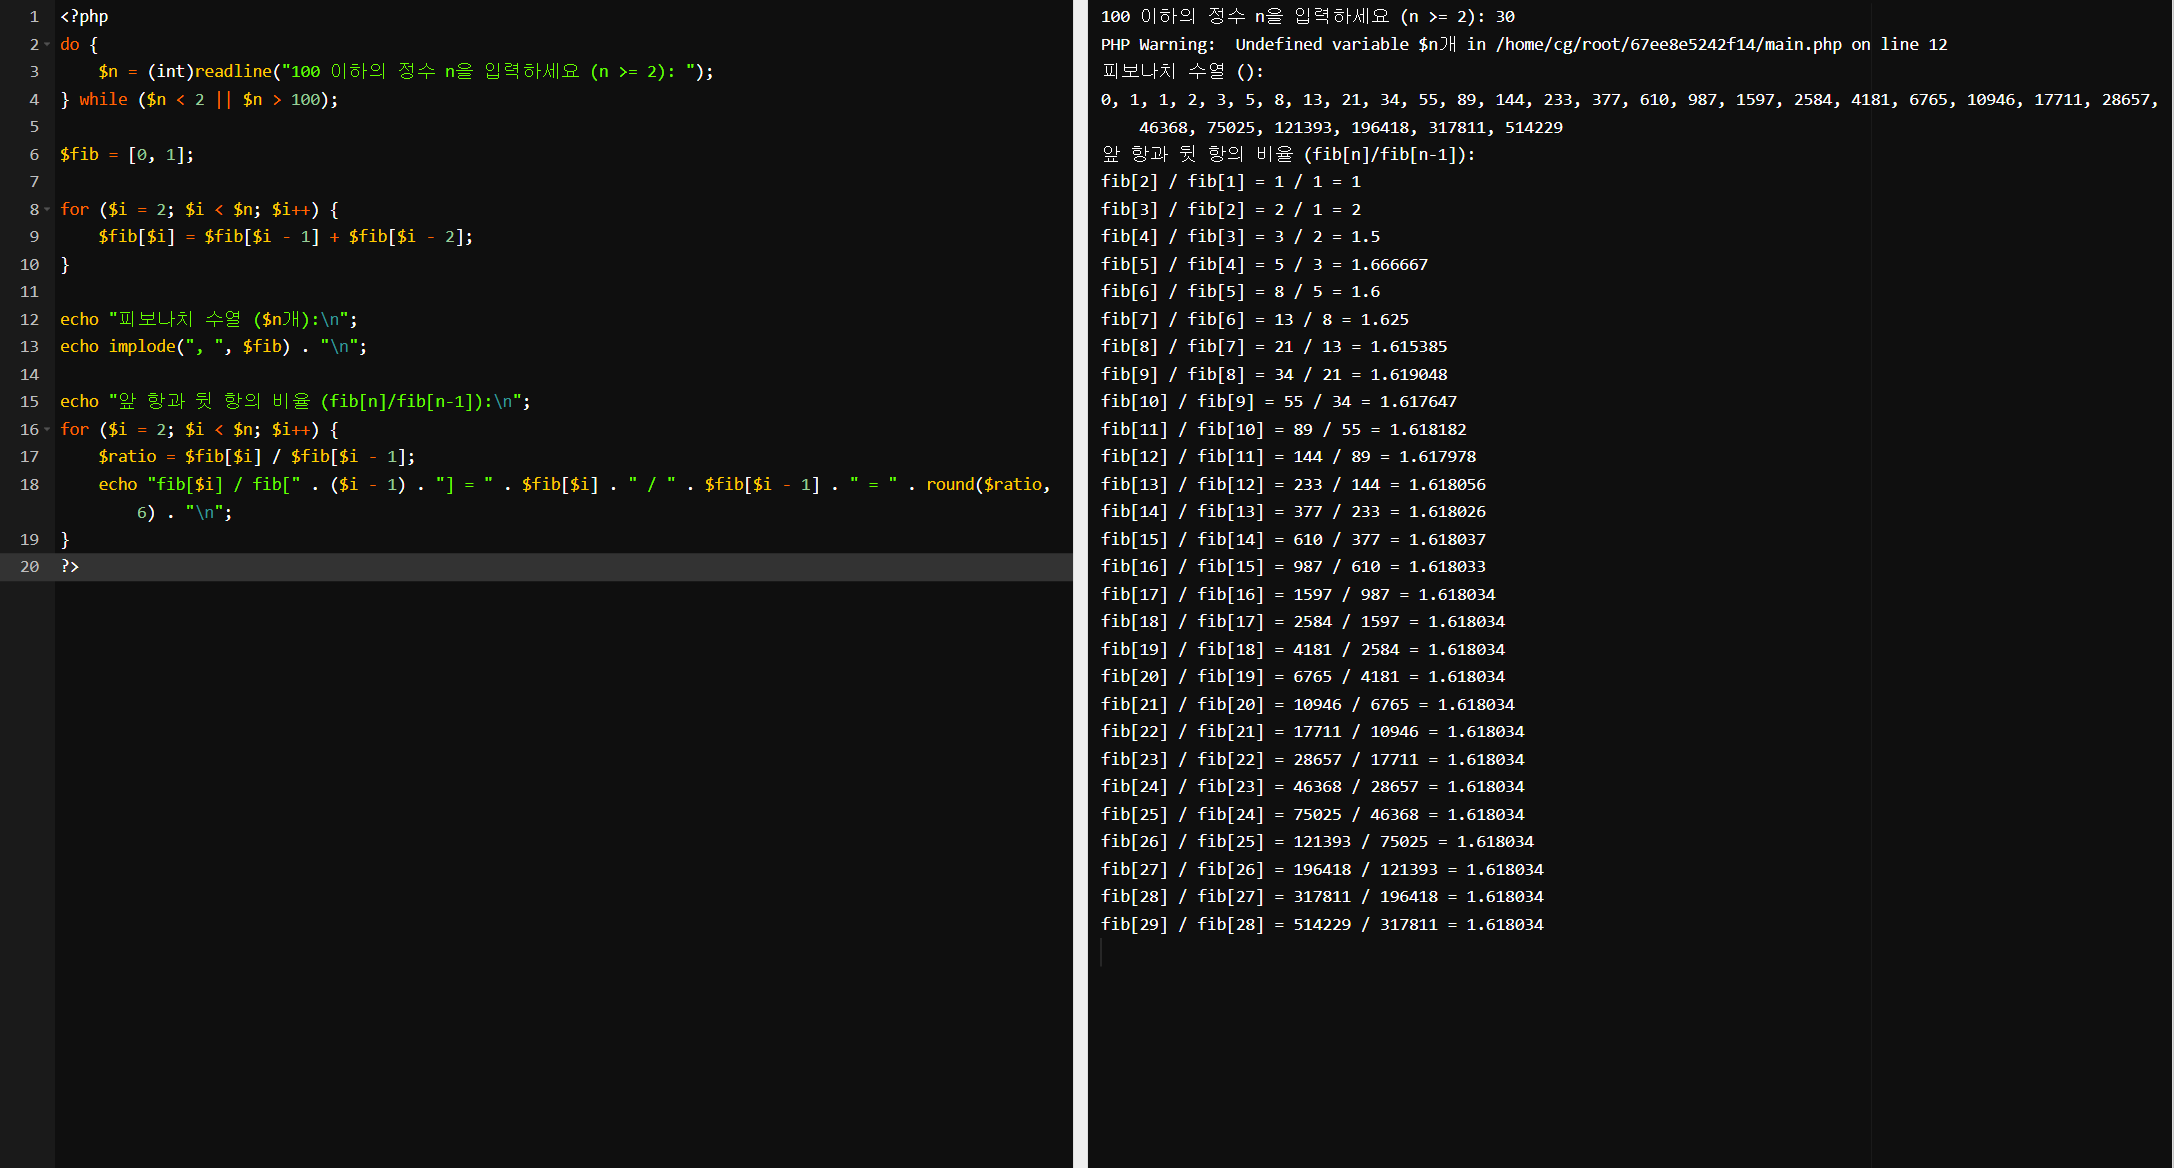 1 <?php
2 do {
3     $n = (int)readline("100 이하의 정수 n을 입력하세요 (n >= 2): ");
4 } while ($n < 2 || $n > 100);
5
6 $fib = [0, 1];
7
8 for ($i = 2; $i < $n; $i++) {
9     $fib[$i] = $fib[$i - 1] + $fib[$i - 2];
10 }
11
12 echo "피보나치 수열 ($n개):\n";
13 echo implode(", ", $fib) . "\n";
14
15 echo "앞 항과 뒷 항의 비율 (fib[n]/fib[n-1]):\n";
16 for ($i = 2; $i < $n; $i++) {
17     $ratio = $fib[$i] / $fib[$i - 1];
18     echo "fib[$i] / fib[" . ($i - 1) . "] = " . $fib[$i] . " / " . $fib[$i - 1] . " = " . round($ratio,
        6) . "\n";
19 }
20 ?>
100 이하의 정수 n을 입력하세요 (n >= 2): 30
PHP Warning:  Undefined variable $n개 in /home/cg/root/67ee8e5242f14/main.php on line 12
피보나치 수열 ():
0, 1, 1, 2, 3, 5, 8, 13, 21, 34, 55, 89, 144, 233, 377, 610, 987, 1597, 2584, 4181, 6765, 10946, 17711, 28657,
    46368, 75025, 121393, 196418, 317811, 514229
앞 항과 뒷 항의 비율 (fib[n]/fib[n-1]):
fib[2] / fib[1] = 1 / 1 = 1
fib[3] / fib[2] = 2 / 1 = 2
fib[4] / fib[3] = 3 / 2 = 1.5
fib[5] / fib[4] = 5 / 3 = 1.666667
fib[6] / fib[5] = 8 / 5 = 1.6
fib[7] / fib[6] = 13 / 8 = 1.625
fib[8] / fib[7] = 21 / 13 = 1.615385
fib[9] / fib[8] = 34 / 21 = 1.619048
fib[10] / fib[9] = 55 / 34 = 1.617647
fib[11] / fib[10] = 89 / 55 = 1.618182
fib[12] / fib[11] = 144 / 89 = 1.617978
fib[13] / fib[12] = 233 / 144 = 1.618056
fib[14] / fib[13] = 377 / 233 = 1.618026
fib[15] / fib[14] = 610 / 377 = 1.618037
fib[16] / fib[15] = 987 / 610 = 1.618033
fib[17] / fib[16] = 1597 / 987 = 1.618034
fib[18] / fib[17] = 2584 / 1597 = 1.618034
fib[19] / fib[18] = 4181 / 2584 = 1.618034
fib[20] / fib[19] = 6765 / 4181 = 1.618034
fib[21] / fib[20] = 10946 / 6765 = 1.618034
fib[22] / fib[21] = 17711 / 10946 = 1.618034
fib[23] / fib[22] = 28657 / 17711 = 1.618034
fib[24] / fib[23] = 46368 / 28657 = 1.618034
fib[25] / fib[24] = 75025 / 46368 = 1.618034
fib[26] / fib[25] = 121393 / 75025 = 1.618034
fib[27] / fib[26] = 196418 / 121393 = 1.618034
fib[28] / fib[27] = 317811 / 196418 = 1.618034
fib[29] / fib[28] = 514229 / 317811 = 1.618034